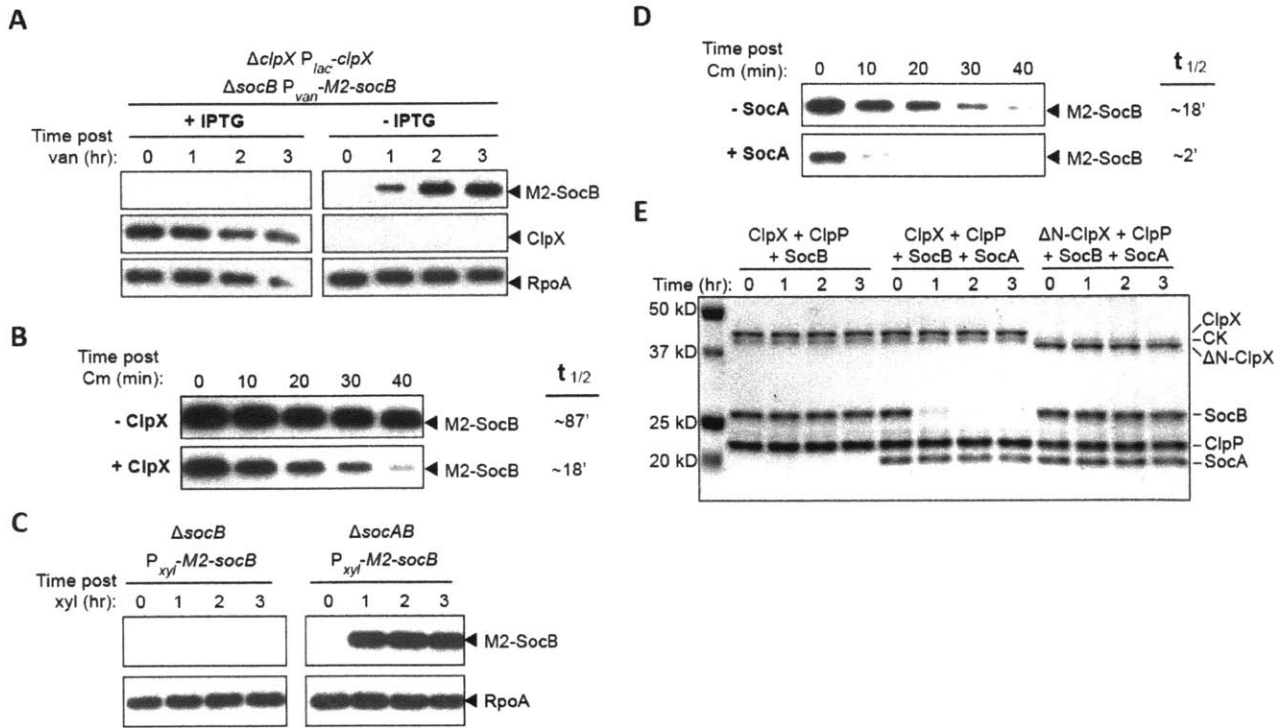 A
ΔclpX Plac-clpX
ΔsocB Pvan-M2-socB
+ IPTG - IPTG
Time post
van (hr): 0 1 2 3 0 1 2 3
M2-SocB
ClpX
RpoA
B
Time post
Cm (min): 0 10 20 30 40 t 1/2
- ClpX M2-SocB ~87'
+ ClpX M2-SocB ~18'
C
ΔsocB ΔsocAB
Pxyl-M2-socB Pxyl-M2-socB
Time post
xyl (hr): 0 1 2 3 0 1 2 3
M2-SocB
RpoA
D
Time post
Cm (min): 0 10 20 30 40 t 1/2
- SocA M2-SocB ~18'
+ SocA M2-SocB ~2'
E
ClpX + ClpP ClpX + ClpP ΔN-ClpX + ClpP
+ SocB + SocB + SocA + SocB + SocA
Time (hr): 0 1 2 3 0 1 2 3 0 1 2 3
50 kD ClpX
CK
37 kD ΔN-ClpX
SocB
25 kD
ClpP
20 kD SocA